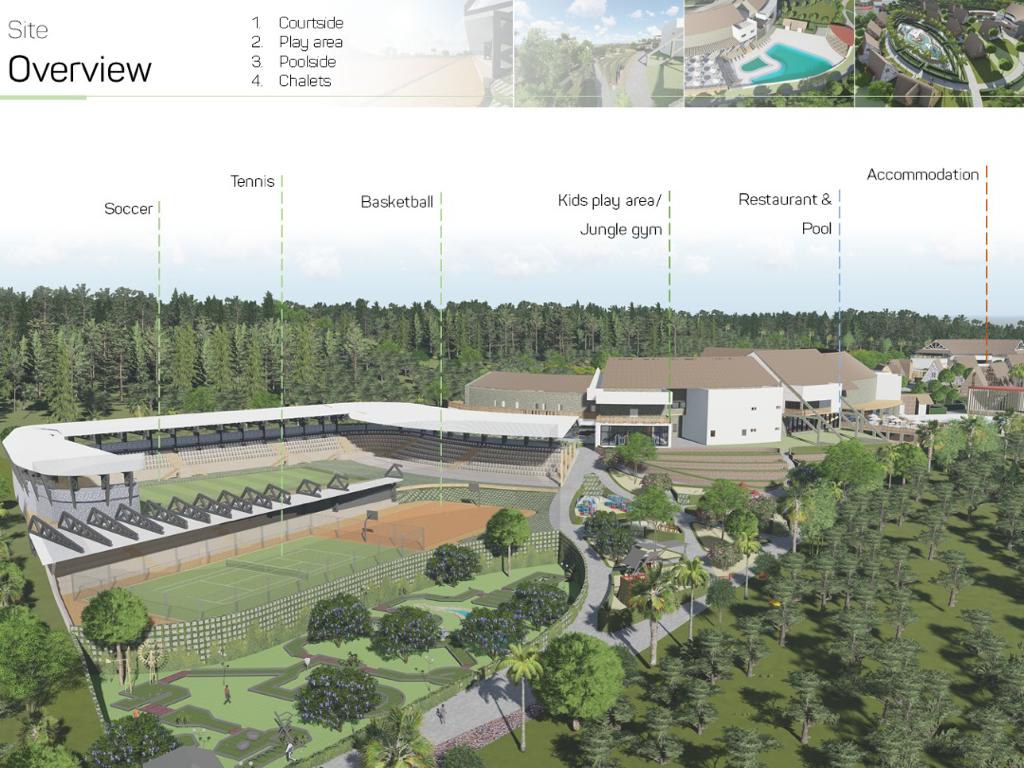 Site
Overview
1. Courtside
2. Play area
3. Poolside
4. Chalets
Soccer
Tennis
Basketball
Kids play area/
Jungle gym
Restaurant &
Pool
Accommodation